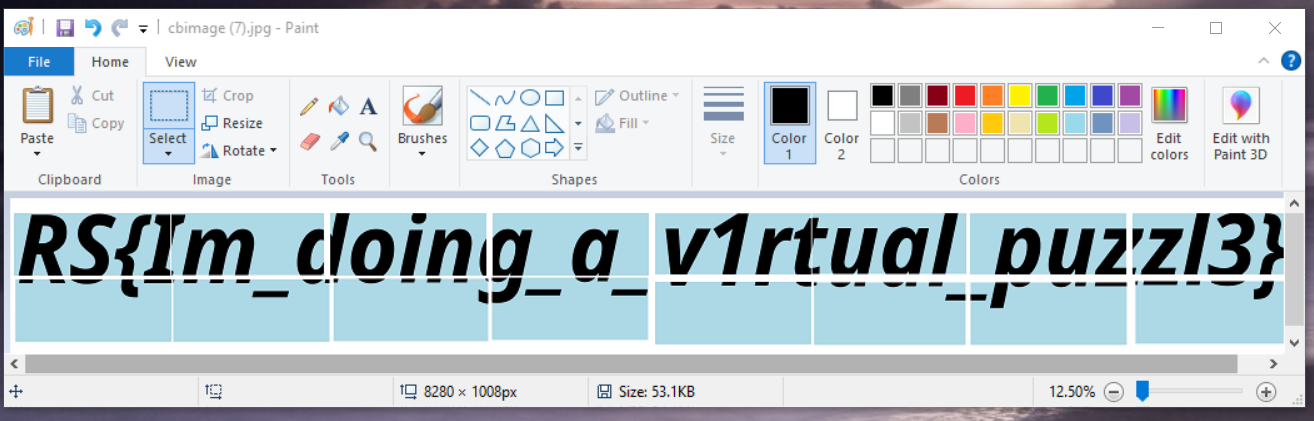 cbimage (7).jpg - Paint
File Home View
Paste
Cut
Copy
Clipboard
Select
Crop
Resize
Rotate
Image
A
Tools
Brushes
Outline
Fill
Shapes
Size
Color 1
Color 2
Edit colors
Edit with Paint 3D
Colors
RS{Im_doing_a_v1rtual_puzzl3}
8280 × 1008px Size: 53.1KB 12.50%